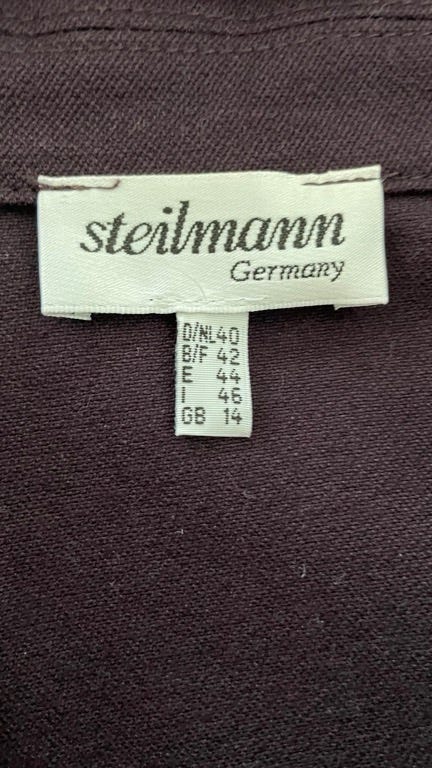 steilmann
Germany
D/NL40
B/F 42
E 44
I 46
GB 14